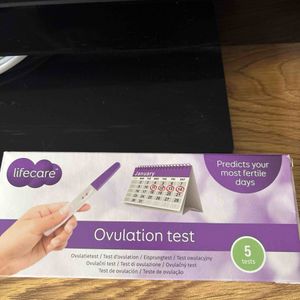 lifecare
January
Predicts your
most fertile
days
Ovulation test
5
tests
Ovulatietest / Test d'ovulation / Eisprungtest / Test owulacyjny
Ovulační test / Test di ovulazione / Ovulačný test
Test de ovulación / Teste de ovulação